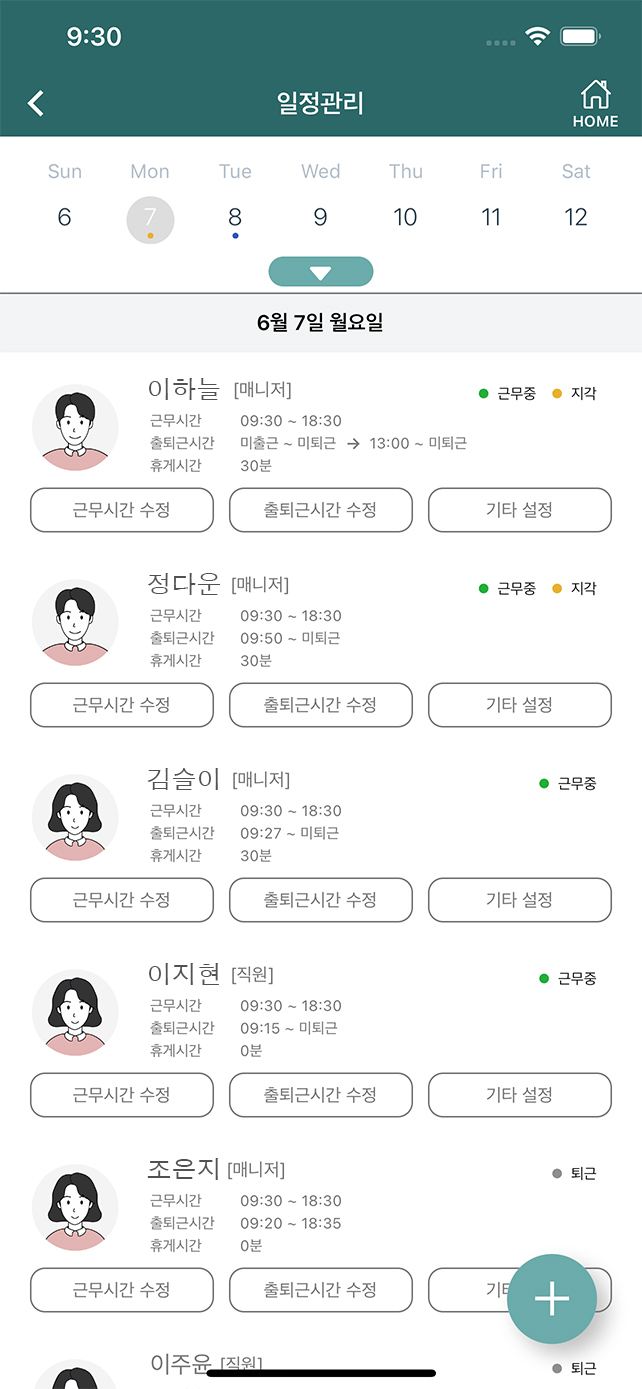 9:30
일정관리
HOME
Sun Mon Tue Wed Thu Fri Sat
6 7 8 9 10 11 12
6월 7일 월요일
이하늘 [매니저] 근무중 지각
근무시간 09:30 ~ 18:30
출퇴근시간 미출근 ~ 미퇴근 → 13:00 ~ 미퇴근
휴게시간 30분
근무시간 수정 출퇴근시간 수정 기타 설정
정다운 [매니저] 근무중 지각
근무시간 09:30 ~ 18:30
출퇴근시간 09:50 ~ 미퇴근
휴게시간 30분
근무시간 수정 출퇴근시간 수정 기타 설정
김슬이 [매니저] 근무중
근무시간 09:30 ~ 18:30
출퇴근시간 09:27 ~ 미퇴근
휴게시간 30분
근무시간 수정 출퇴근시간 수정 기타 설정
이지현 [직원] 근무중
근무시간 09:30 ~ 18:30
출퇴근시간 09:15 ~ 미퇴근
휴게시간 0분
근무시간 수정 출퇴근시간 수정 기타 설정
조은지 [매니저] 퇴근
근무시간 09:30 ~ 18:30
출퇴근시간 09:20 ~ 18:35
휴게시간 0분
근무시간 수정 출퇴근시간 수정
이주윤 [직원] 퇴근